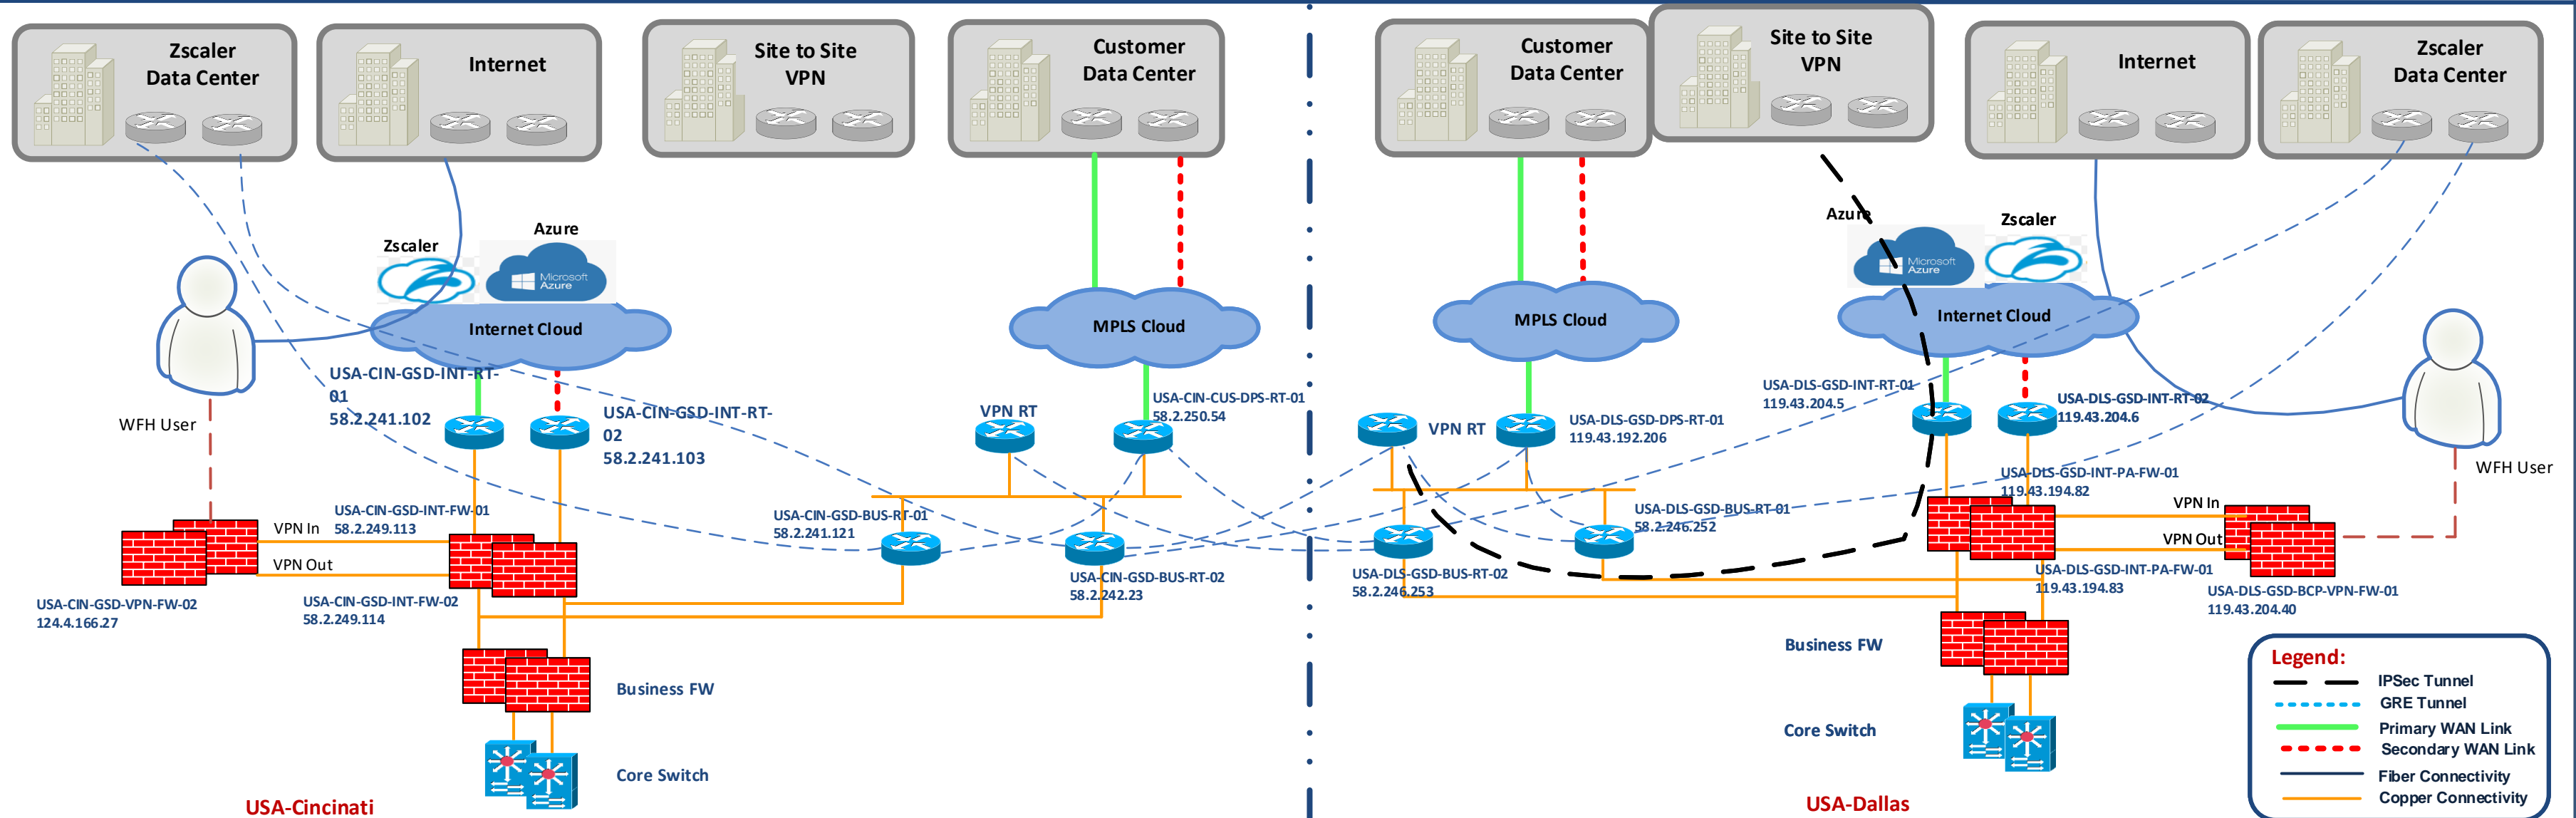 Zscaler
Data Center
Internet
Site to Site
VPN
Customer
Data Center
Customer
Data Center
Site to Site
VPN
Internet
Zscaler
Data Center
Zscaler
Azure
Microsoft
Azure
Internet Cloud
MPLS Cloud
MPLS Cloud
Azure
Zscaler
Microsoft
Azure
Internet Cloud
WFH User
USA-CIN-GSD-INT-RT-
01
58.2.241.102
USA-CIN-GSD-INT-RT-
02
58.2.241.103
VPN RT
USA-CIN-CUS-DPS-RT-01
58.2.250.54
VPN RT
USA-DLS-GSD-DPS-RT-01
119.43.192.206
USA-DLS-GSD-INT-RT-01
119.43.204.5
USA-DLS-GSD-INT-RT-02
119.43.204.6
WFH User
USA-CIN-GSD-INT-FW-01
58.2.249.113
VPN In
VPN Out
USA-CIN-GSD-VPN-FW-02
124.4.166.27
USA-CIN-GSD-INT-FW-02
58.2.249.114
USA-CIN-GSD-BUS-RT-01
58.2.241.121
USA-CIN-GSD-BUS-RT-02
58.2.242.23
USA-DLS-GSD-BUS-RT-02
58.2.246.253
USA-DLS-GSD-BUS-RT-01
58.2.246.252
USA-DLS-GSD-INT-PA-FW-01
119.43.194.82
VPN In
VPN Out
USA-DLS-GSD-INT-PA-FW-01
119.43.194.83
USA-DLS-GSD-BCP-VPN-FW-01
119.43.204.40
Business FW
Core Switch
USA-Cincinati
Business FW
Core Switch
USA-Dallas
Legend:
IPSec Tunnel
GRE Tunnel
Primary WAN Link
Secondary WAN Link
Fiber Connectivity
Copper Connectivity